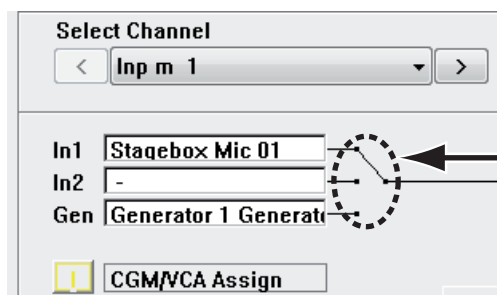 Select Channel
< Inp m 1 >
In1 Stagebox Mic 01
In2 -
Gen Generator 1 Generat
CGM/VCA Assign